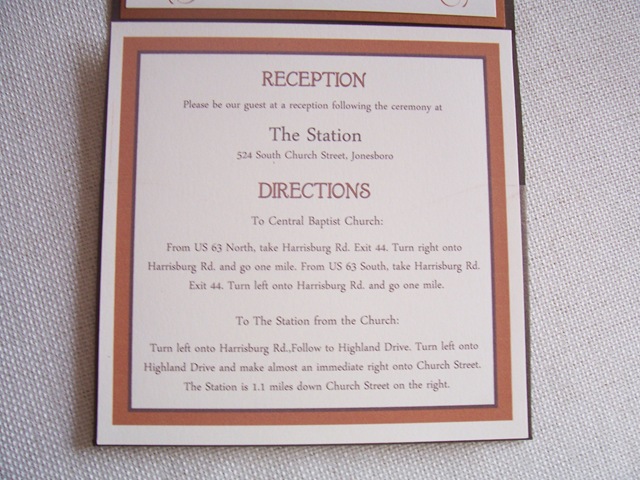 RECEPTION
Please be our guest at a reception following the ceremony at
The Station
524 South Church Street, Jonesboro
DIRECTIONS
To Central Baptist Church:
From US 63 North, take Harrisburg Rd. Exit 44. Turn right onto
Harrisburg Rd. and go one mile. From US 63 South, take Harrisburg Rd.
Exit 44. Turn left onto Harrisburg Rd. and go one mile.
To The Station from the Church:
Turn left onto Harrisburg Rd.,Follow to Highland Drive. Turn left onto
Highland Drive and make almost an immediate right onto Church Street.
The Station is 1.1 miles down Church Street on the right.